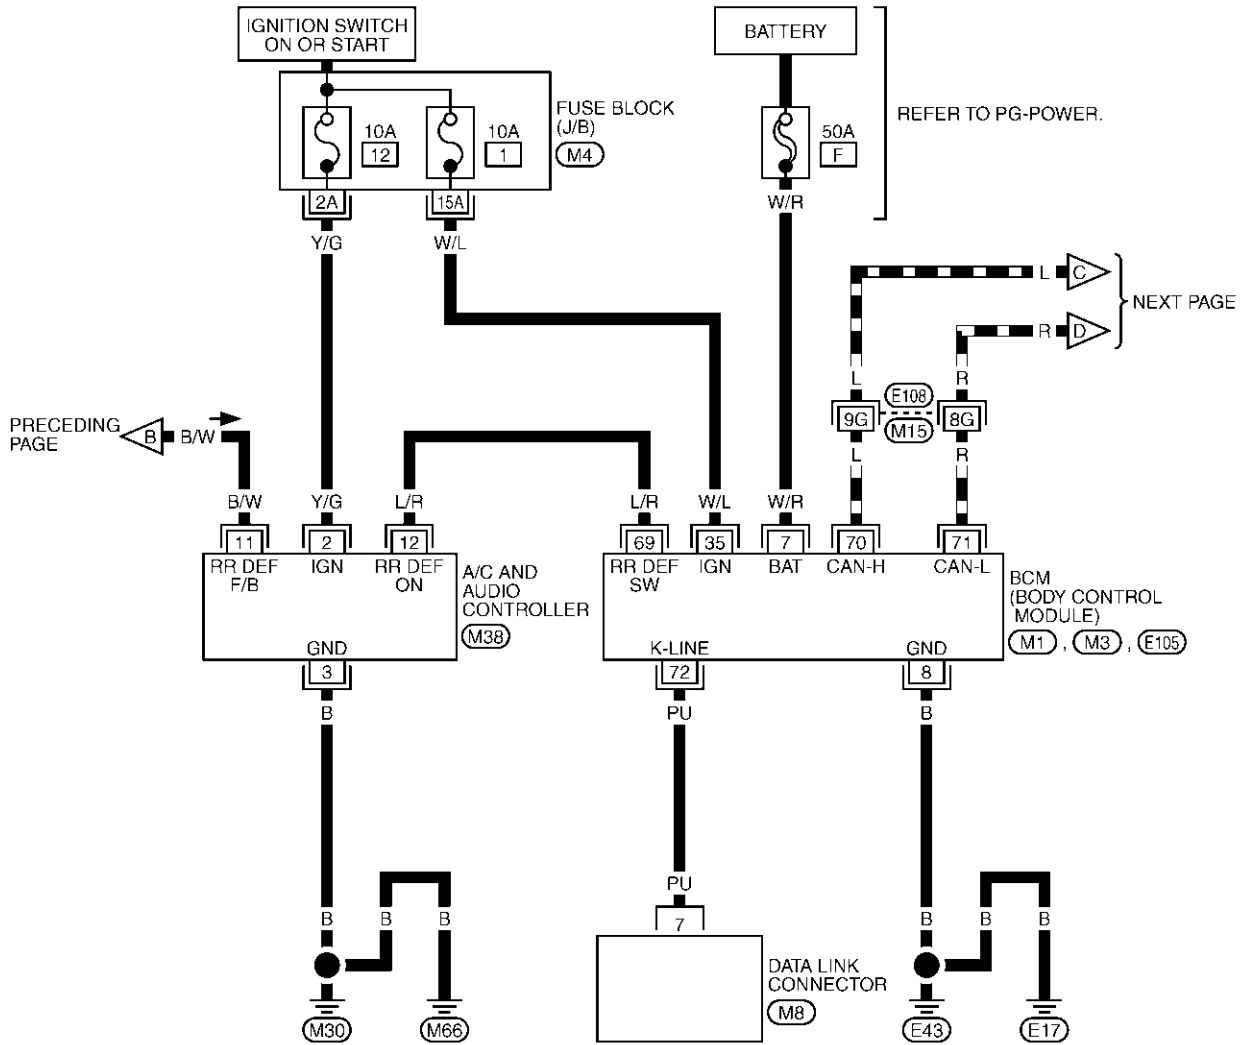 IGNITION SWITCH
ON OR START
BATTERY
FUSE BLOCK
(J/B)
M4
10A
12
10A
1
50A
F
REFER TO PG-POWER.
2A
15A
W/R
Y/G
W/L
L
C
NEXT PAGE
R
D
L
R
E108
9G
8G
M15
PRECEDING
PAGE
B
B/W
L
R
B/W
Y/G
L/R
L/R
W/L
W/R
11
2
12
69
35
7
70
71
RR DEF
F/B
IGN
RR DEF
ON
A/C AND
AUDIO
CONTROLLER
M38
RR DEF
SW
IGN
BAT
CAN-H
CAN-L
BCM
(BODY CONTROL
MODULE)
M1 , M3 , E105
GND
K-LINE
GND
3
72
8
B
PU
B
PU
B
B
B
B
B
B
7
DATA LINK
CONNECTOR
M8
M30
M66
E43
E17